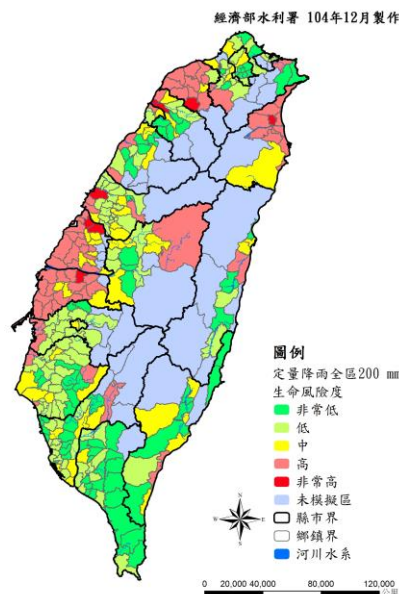 經濟部水利署 104年12月製作
圖例
定量降雨全區200 mm
生命風險度
非常低
低
中
高
非常高
未模擬區
縣市界
鄉鎮界
河川水系
N
W
E
S
0 20,000 40,000 80,000 120,000
公尺